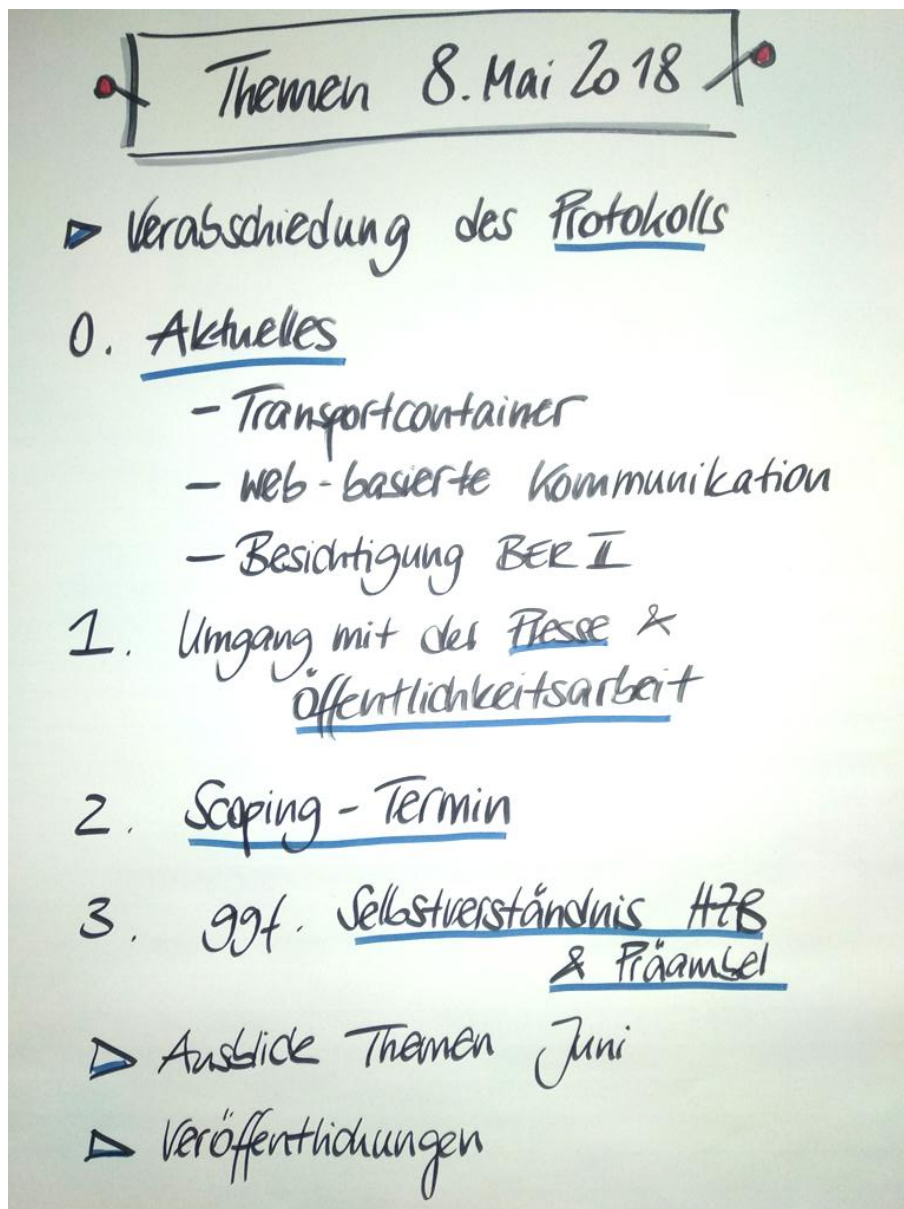 Themen 8. Mai 2018
Verabschiedung des Protokolls
0. Aktuelles
- Transportcontainer
- web-basierte Kommunikation
- Besichtigung BER II
1. Umgang mit der Presse &
Öffentlichkeitsarbeit
2. Scoping-Termin
3. ggf. Selbstverständnis HZB
& Präambel
Ausblick Themen Juni
Veröffentlichungen